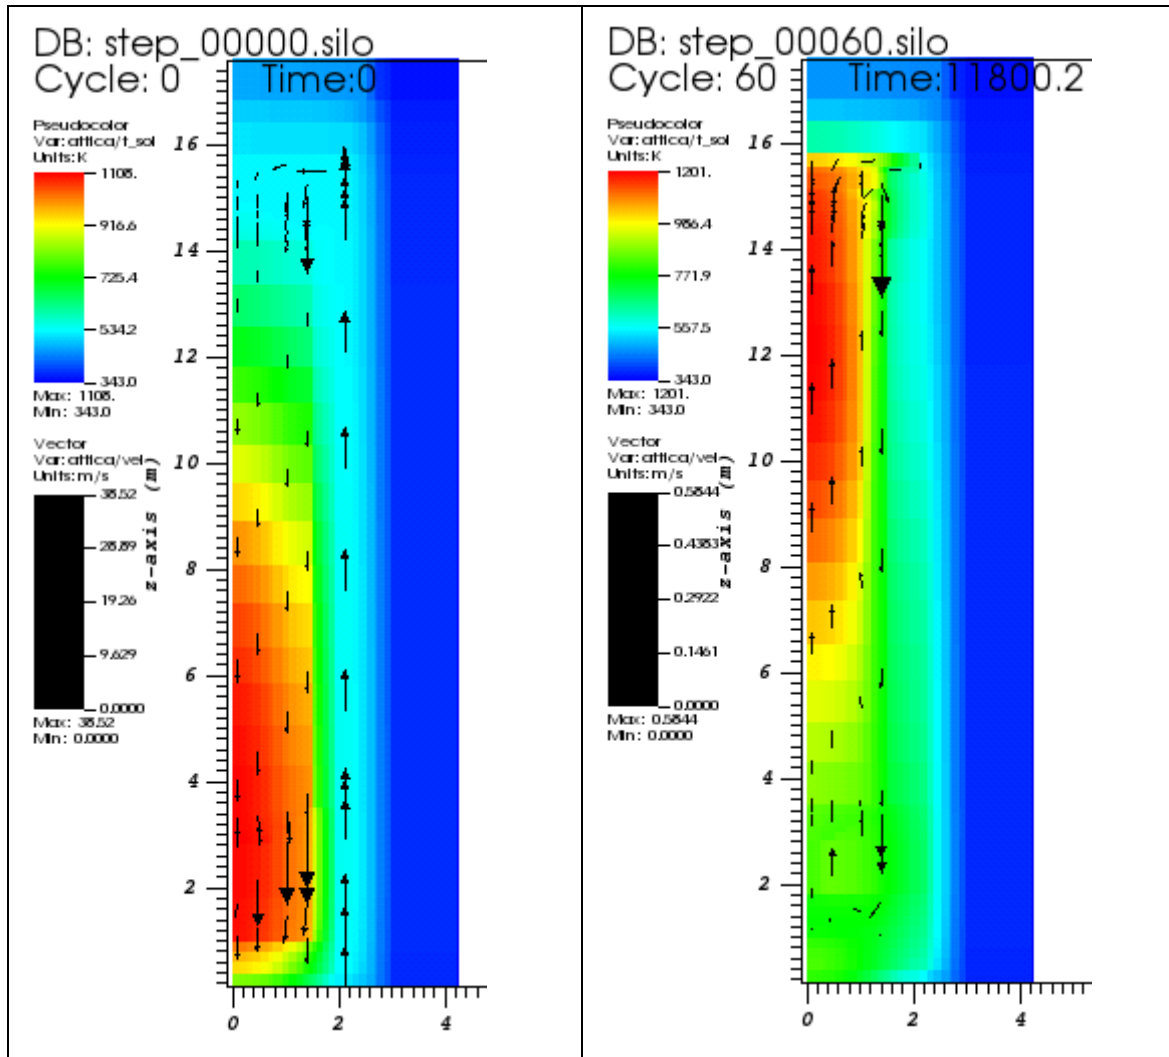 DB: step_00000.silo
Cycle: 0 Time:0
Pseudocolor
Var: attica/t_sol
Units: K
1108.
916.6
725.4
534.2
343.0
Max: 1108.
Min: 343.0
Vector
Var: attica/vel
Units: m/s
38.52
28.89
19.26
9.629
0.0000
Max: 38.52
Min: 0.0000
z-axis (m)
16
14
12
10
8
6
4
2
0 2 4
DB: step_00060.silo
Cycle: 60 Time:11800.2
Pseudocolor
Var: attica/t_sol
Units: K
1201.
986.4
771.9
557.5
343.0
Max: 1201.
Min: 343.0
Vector
Var: attica/vel
Units: m/s
0.5844
0.4383
0.2922
0.1461
0.0000
Max: 0.5844
Min: 0.0000
z-axis (m)
16
14
12
10
8
6
4
2
0 2 4